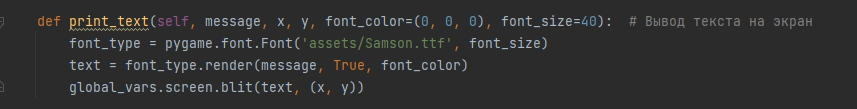 def print_text(self, message, x, y, font_color=(0, 0, 0), font_size=40):  # Вывод текста на экран
    font_type = pygame.font.Font('assets/Samson.ttf', font_size)
    text = font_type.render(message, True, font_color)
    global_vars.screen.blit(text, (x, y))